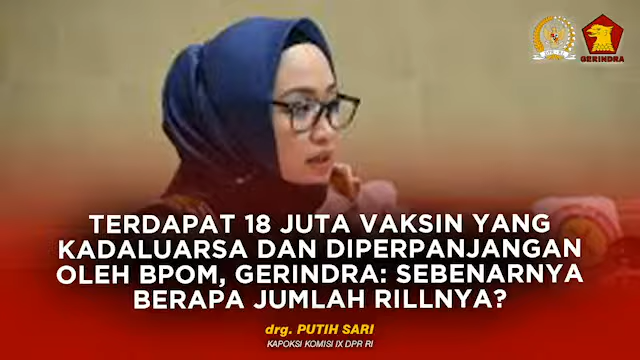 GERINDRA
TERDAPAT 18 JUTA VAKSIN YANG
KADALUARSA DAN DIPERPANJANGAN
OLEH BPOM, GERINDRA: SEBENARNYA
BERAPA JUMLAH RILLNYA?
drg. PUTIH SARI
KAPOKSI KOMISI IX DPR RI